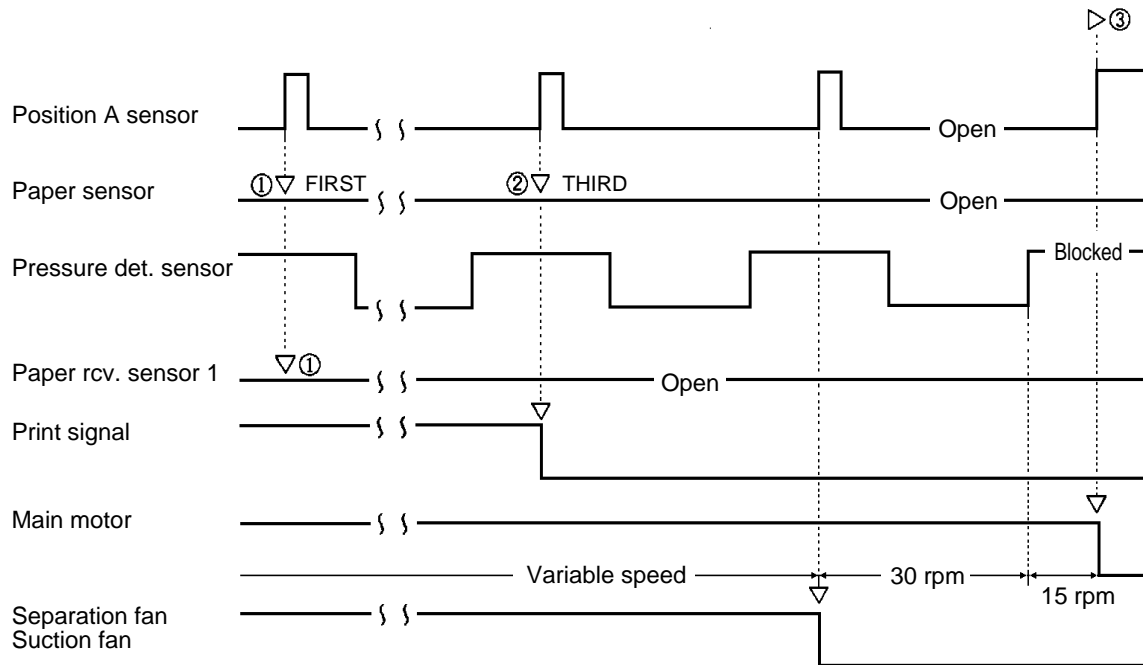 ③
Position A sensor
Open
Paper sensor
① FIRST
② THIRD
Open
Pressure det. sensor
Blocked
①
Paper rcv. sensor 1
Open
Print signal
Main motor
Variable speed
30 rpm
15 rpm
Separation fan
Suction fan